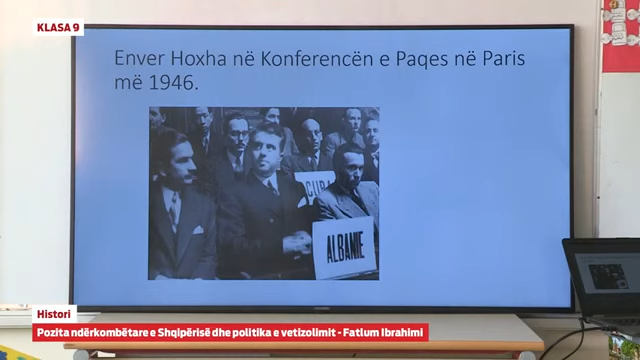 KLASA 9
Enver Hoxha në Konferencën e Paqes në Paris
më 1946.
CUBA
ALBANIE
Histori
Pozita ndërkombëtare e Shqipërisë dhe politika e vetizolimit - Fatlum Ibrahimi